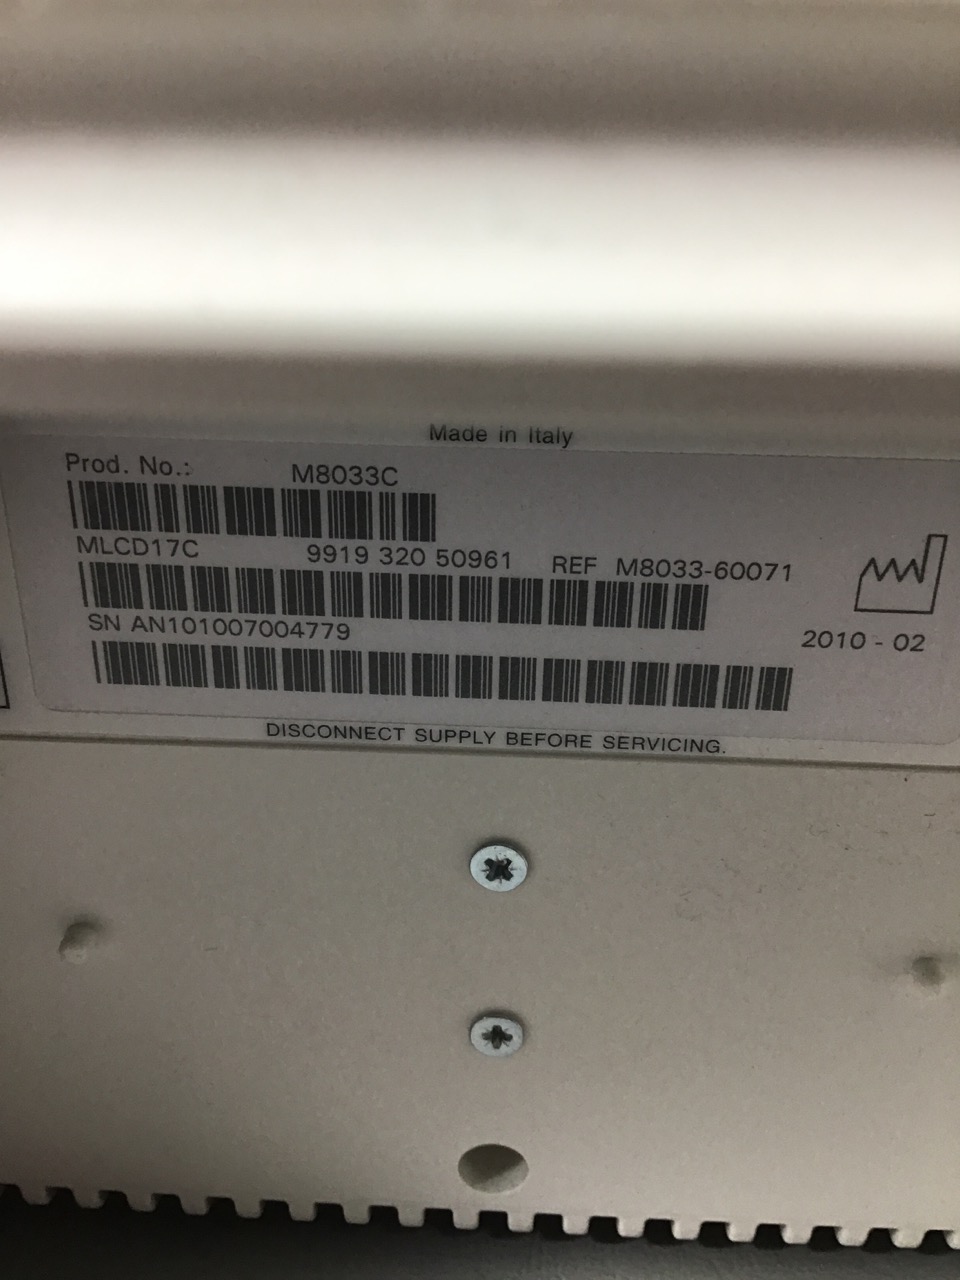 Made in Italy
Prod. No.: M8033C
MLCD17C 9919 320 50961 REF M8033-60071
SN AN101007004779
2010 - 02
DISCONNECT SUPPLY BEFORE SERVICING.